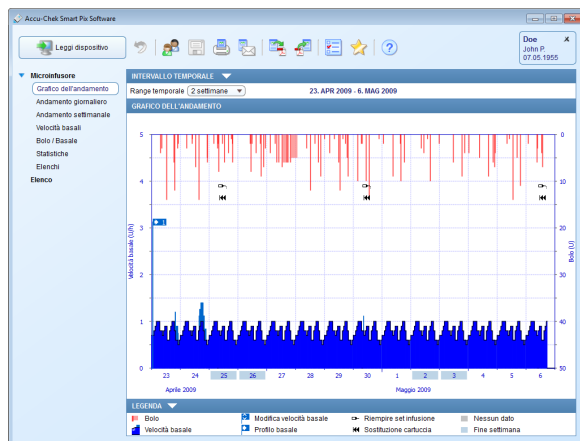 Accu-Chek Smart Pix Software
Leggi dispositivo
Doe
John P.
07.05.1955
Microinfusore
Grafico dell'andamento
Andamento giornaliero
Andamento settimanale
Velocità basali
Bolo / Basale
Statistiche
Elenchi
Elenco
INTERVALLO TEMPORALE
Range temporale 2 settimane 23. APR 2009 - 6. MAG 2009
GRAFICO DELL'ANDAMENTO
Velocità basale (U/h)
5
4
3
2
1
0
1
Bolo (U)
0
10
20
30
40
50
23 24 25 26 27 28 29 30 1 2 3 4 5 6
Aprile 2009 Maggio 2009
LEGENDA
Bolo Modifica velocità basale Riempire set infusione Nessun dato
Velocità basale Profilo basale Sostituzione cartuccia Fine settimana